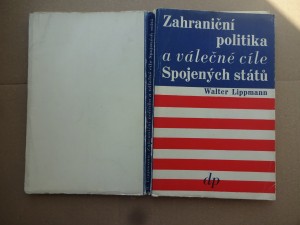 Zahraniční
politika
a válečné cíle
Spojených států
Walter Lippmann
dp